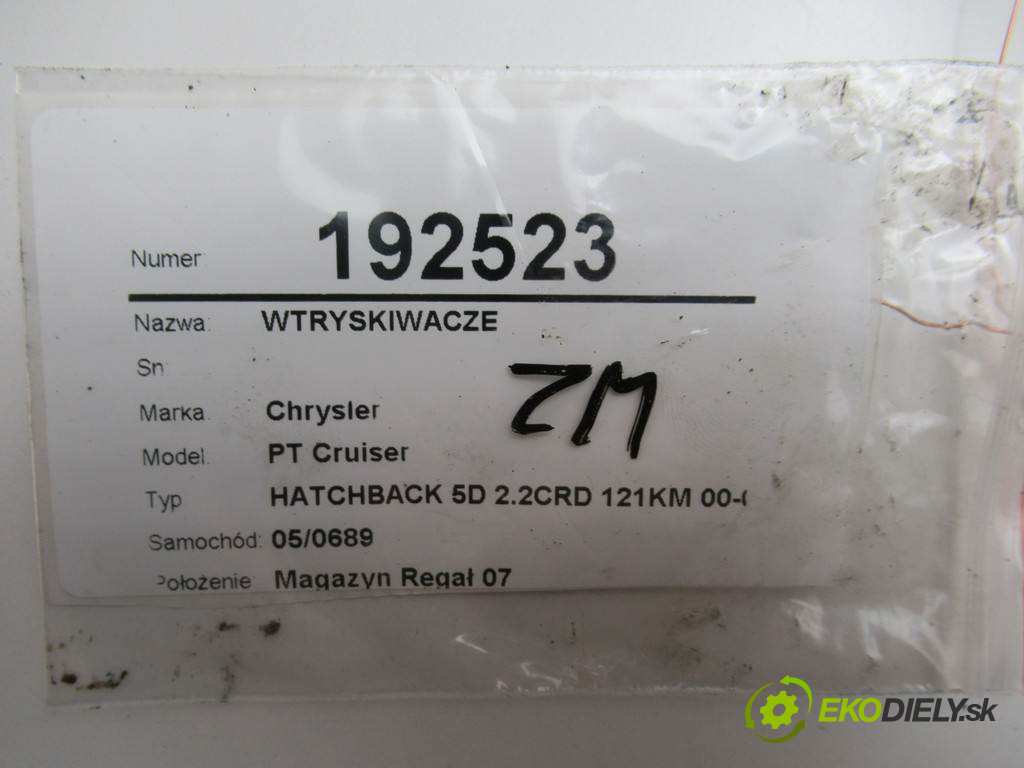 Numer: 192523
Nazwa: WTRYSKIWACZE
Sn
Marka. Chrysler
ZM
Model. PT Cruiser
Typ HATCHBACK 5D 2.2CRD 121KM 00-
Samochód: 05/0689
Położenie Magazyn Regał 07
EKODIELY.sk